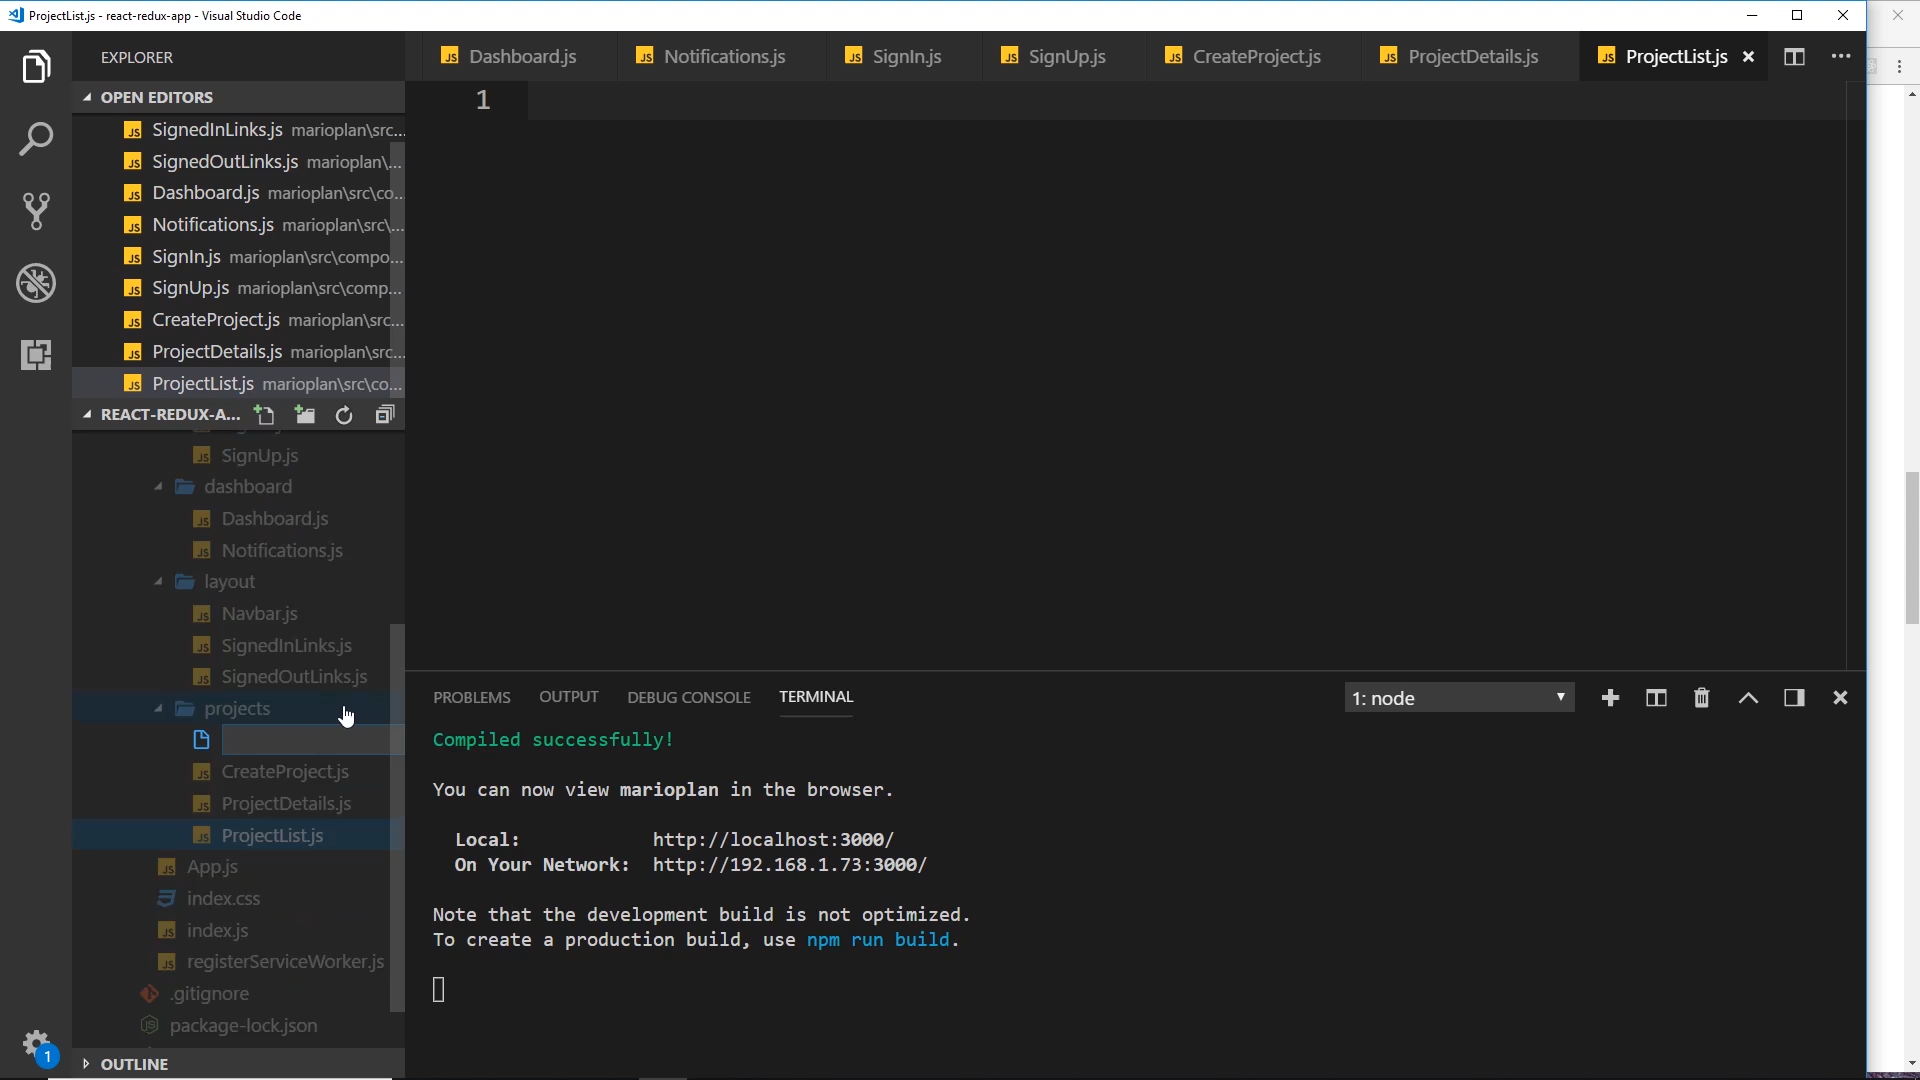 ProjectList.js - react-redux-app - Visual Studio Code
EXPLORER
Dashboard.js
Notifications.js
SignIn.js
SignUp.js
CreateProject.js
ProjectDetails.js
ProjectList.js
OPEN EDITORS
SignedInLinks.js marioplan\src...
SignedOutLinks.js marioplan\...
Dashboard.js marioplan\src\co...
Notifications.js marioplan\src\...
SignIn.js marioplan\src\compo...
SignUp.js marioplan\src\comp...
CreateProject.js marioplan\src...
ProjectDetails.js marioplan\src...
ProjectList.js marioplan\src\co...
REACT-REDUX-A...
SignUp.js
dashboard
Dashboard.js
Notifications.js
layout
Navbar.js
SignedInLinks.js
SignedOutLinks.js
projects
CreateProject.js
ProjectDetails.js
ProjectList.js
App.js
index.css
index.js
registerServiceWorker.js
.gitignore
package-lock.json
OUTLINE
1
1
PROBLEMS
OUTPUT
DEBUG CONSOLE
TERMINAL
1: node
Compiled successfully!
You can now view marioplan in the browser.
Local: http://localhost:3000/
On Your Network: http://192.168.1.73:3000/
Note that the development build is not optimized.
To create a production build, use npm run build.